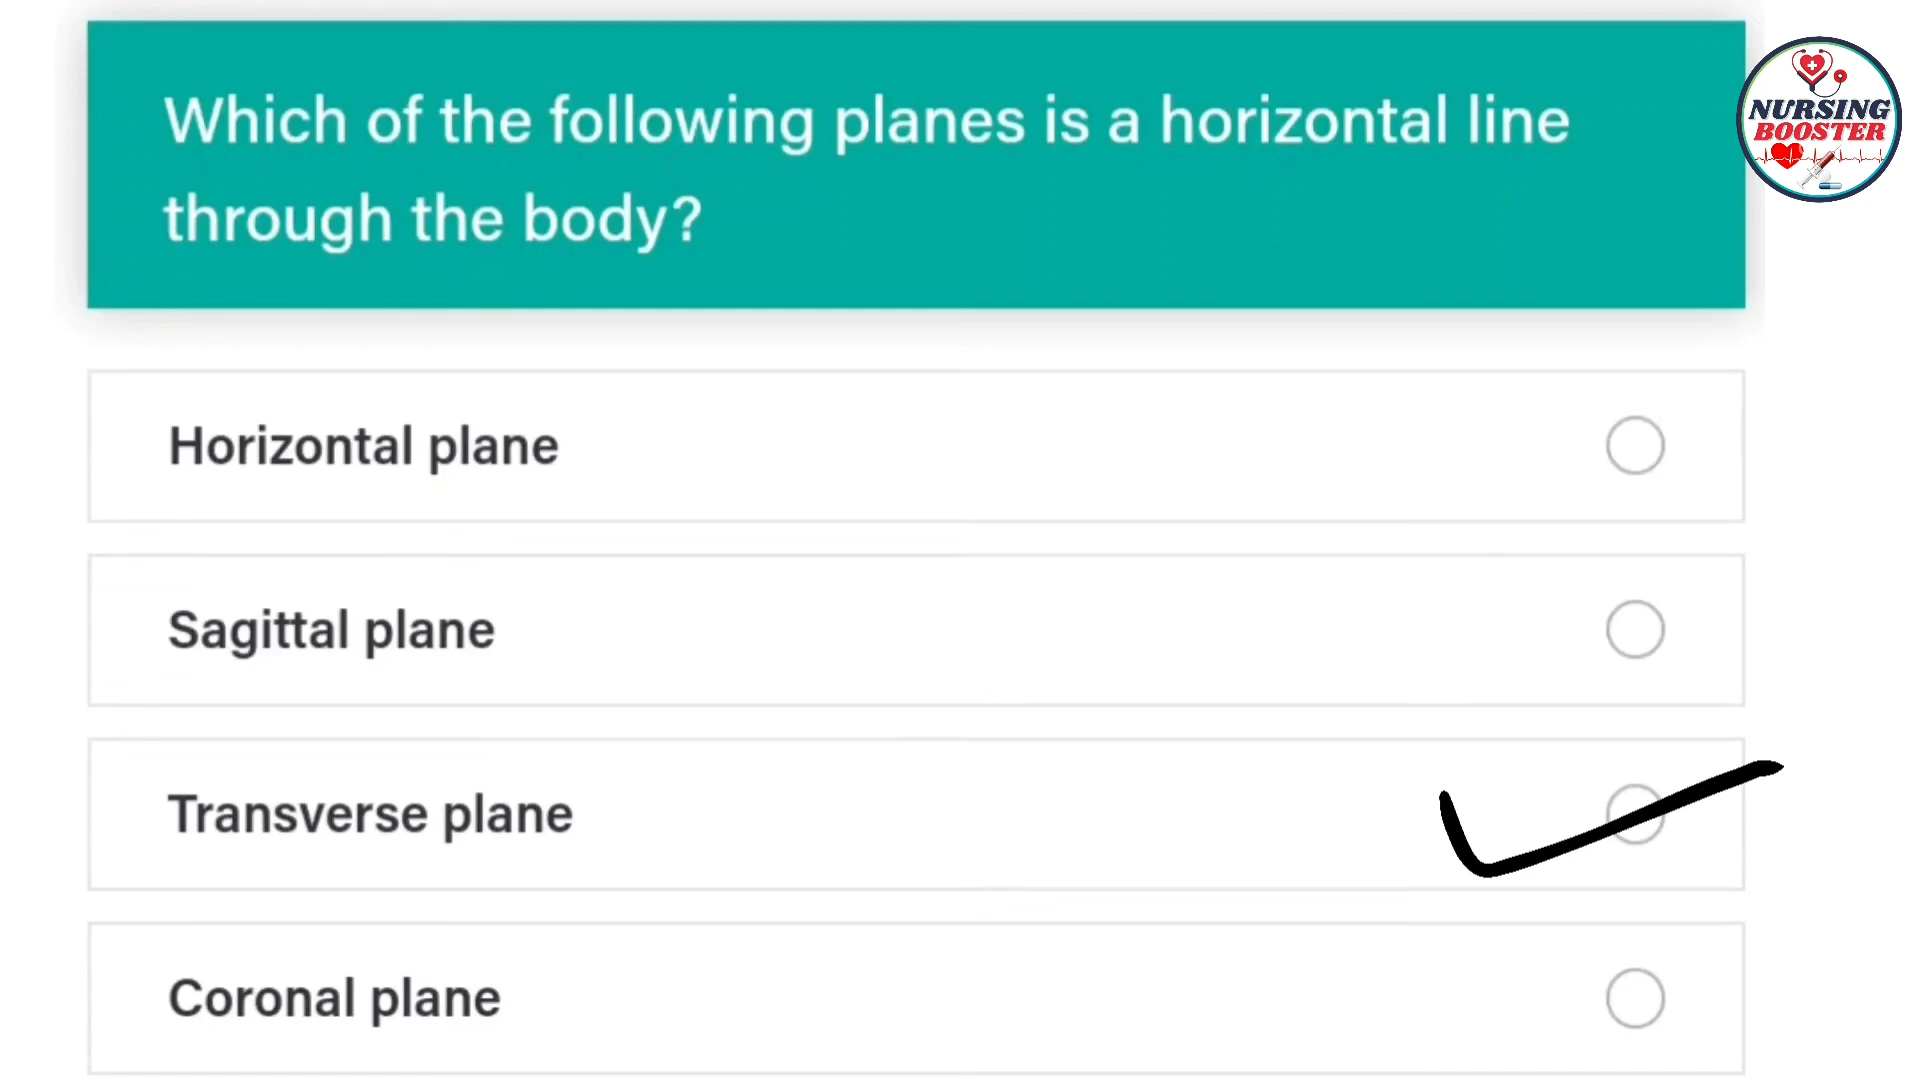 Which of the following planes is a horizontal line
through the body?
NURSING
BOOSTER
Horizontal plane
Sagittal plane
Transverse plane
Coronal plane